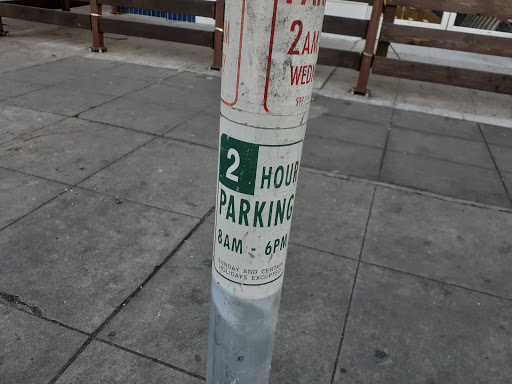 2AM
WED
2 HOUR
PARKING
8AM - 6PM
SUNDAY AND CERTAIN
HOLIDAYS EXCEPTED